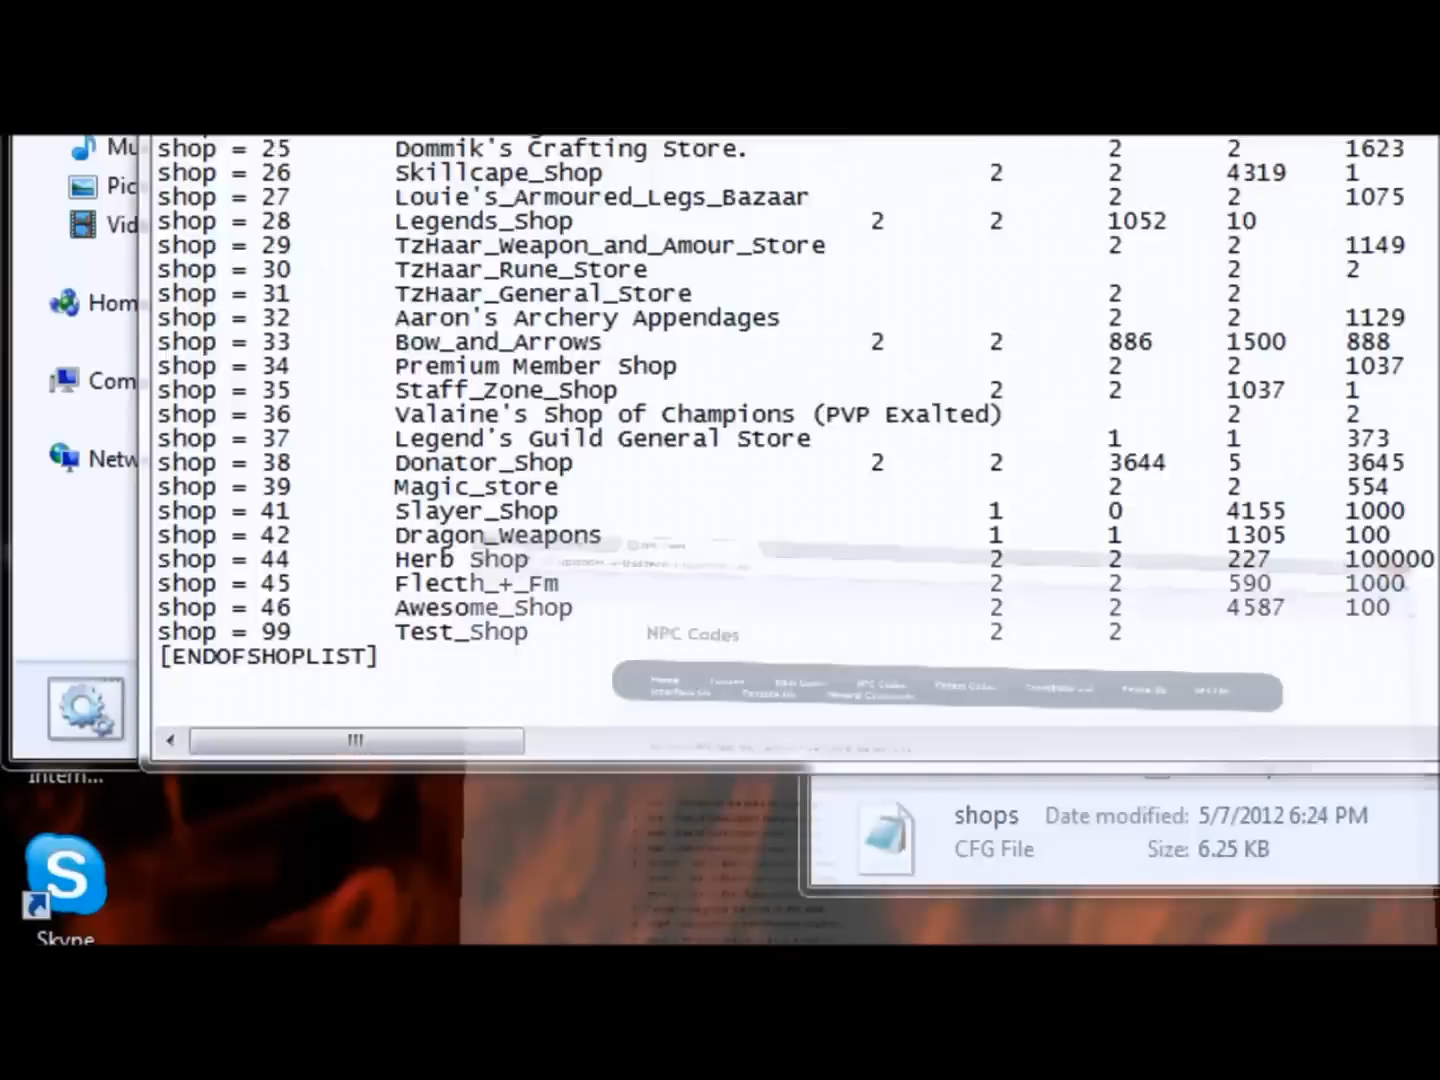 Mu
Pic
Vid
Hom
Com
Netw
shop = 25 Dommik's Crafting Store. 2 2 1623
shop = 26 Skillcape_Shop 2 2 4319 1
shop = 27 Louie's_Armoured_Legs_Bazaar 2 2 1075
shop = 28 Legends_Shop 2 2 1052 10
shop = 29 TzHaar_Weapon_and_Amour_Store 2 2 1149
shop = 30 TzHaar_Rune_Store 2 2
shop = 31 TzHaar_General_Store 2 2
shop = 32 Aaron's Archery Appendages 2 2 1129
shop = 33 Bow_and_Arrows 2 2 886 1500 888
shop = 34 Premium Member Shop 2 2 1037
shop = 35 Staff_Zone_Shop 2 2 1037 1
shop = 36 Valaine's Shop of Champions (PVP Exalted) 2 2
shop = 37 Legend's Guild General Store 1 1 373
shop = 38 Donator_Shop 2 2 3644 5 3645
shop = 39 Magic_store 2 2 554
shop = 41 Slayer_Shop 1 0 4155 1000
shop = 42 Dragon_Weapons 1 1 1305 100
shop = 44 Herb Shop 2 2 227 100000
shop = 45 Flecth_+_Fm 2 2 590 1000
shop = 46 Awesome_Shop 2 2 4587 100
shop = 99 Test_Shop 2 2
[ENDOFSHOPLIST]
NPC Codes
Intern...
shops Date modified: 5/7/2012 6:24 PM
CFG File Size: 6.25 KB
Skype